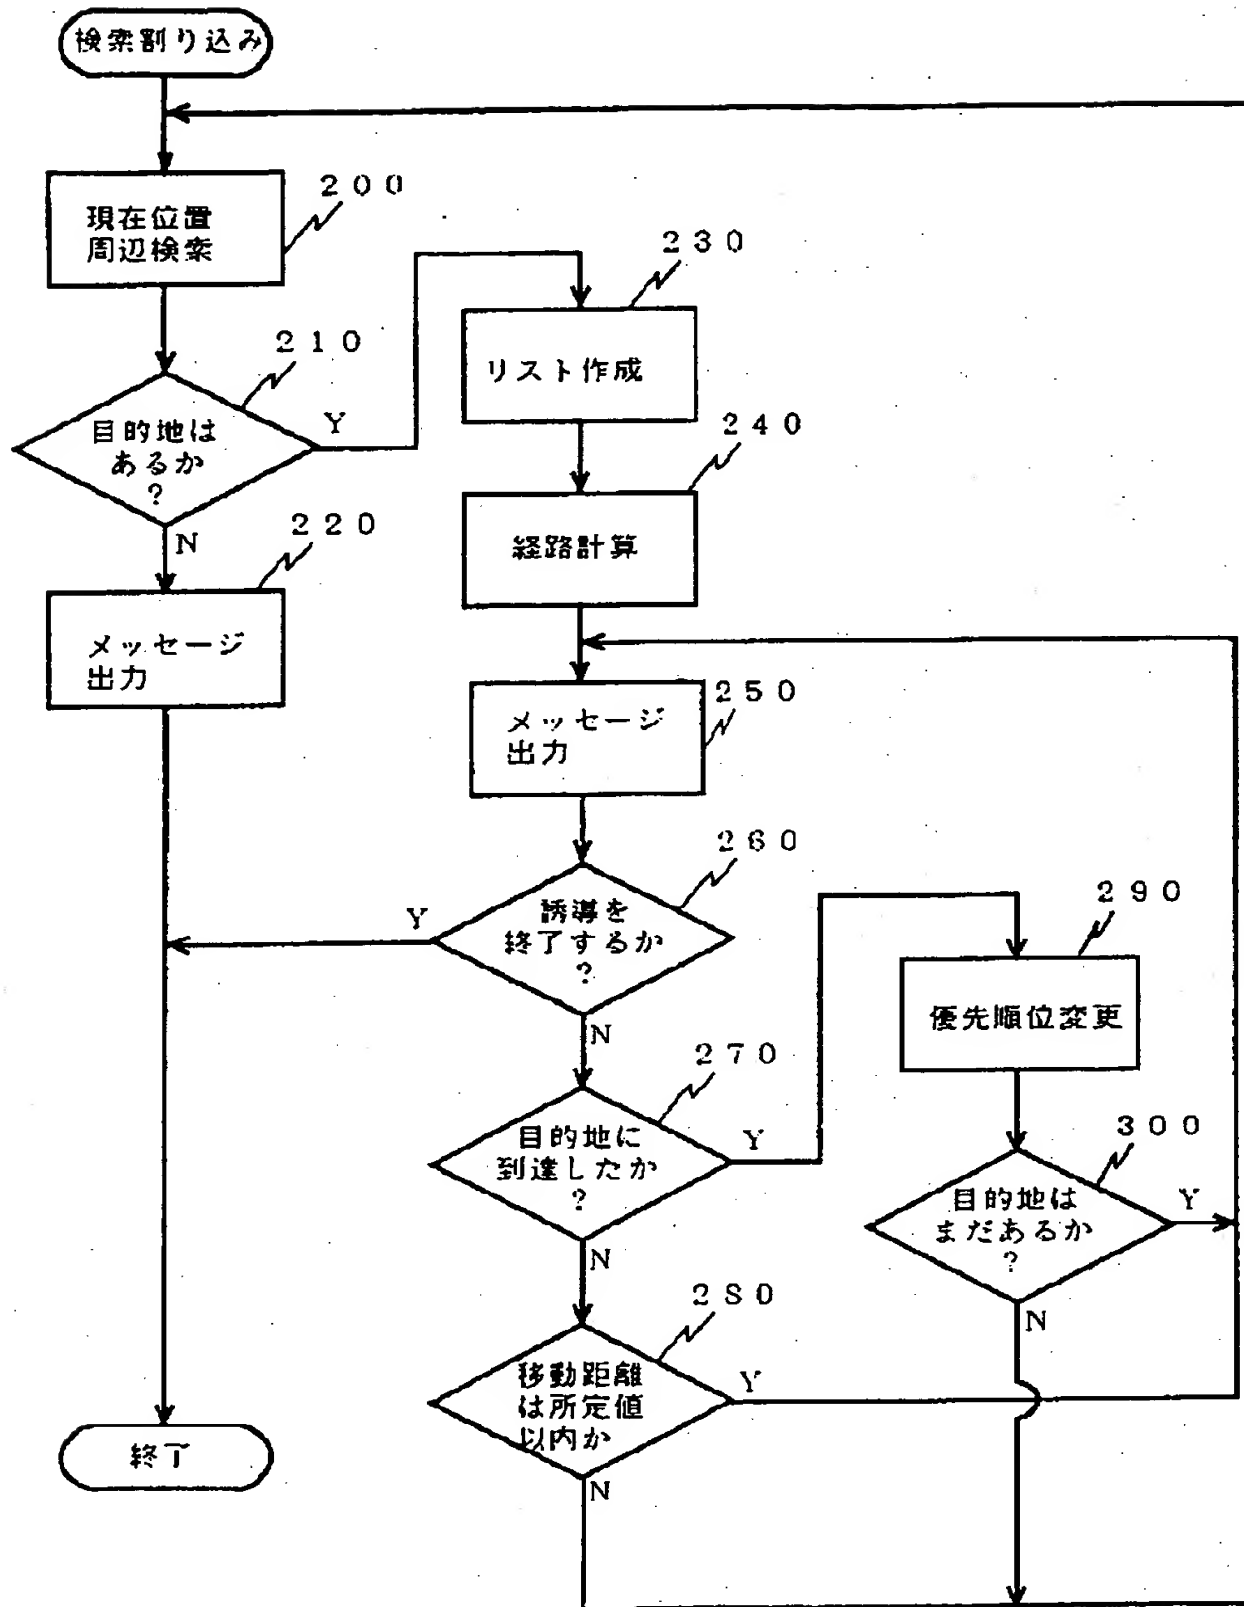 検索割り込み
現在位置
周辺検索
200
目的地は
あるか
?
210
Y
N
メッセージ
出力
220
リスト作成
230
経路計算
240
メッセージ
出力
250
誘導を
終了するか
?
260
Y
N
目的地に
到達したか
?
270
Y
N
移動距離
は所定値
以内か
280
Y
N
優先順位変更
290
目的地は
まだあるか
?
300
Y
N
終了